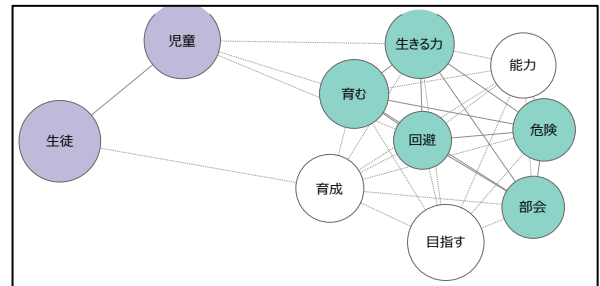 児童
生きる力
能力
育む
危険
生徒
回避
育成
部会
目指す